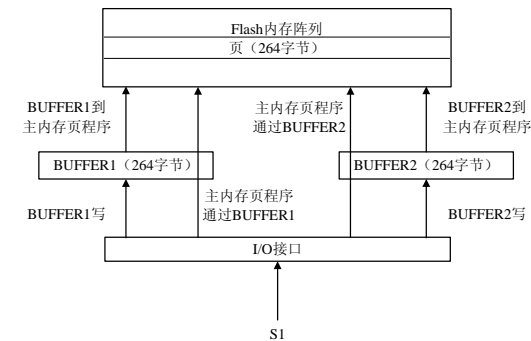 Flash内存阵列
页（264字节）
BUFFER1到
主内存页程序
主内存页程序
通过BUFFER2
BUFFER2到
主内存页程序
BUFFER1（264字节）
BUFFER2（264字节）
BUFFER1写
主内存页程序
通过BUFFER1
BUFFER2写
I/O接口
S1